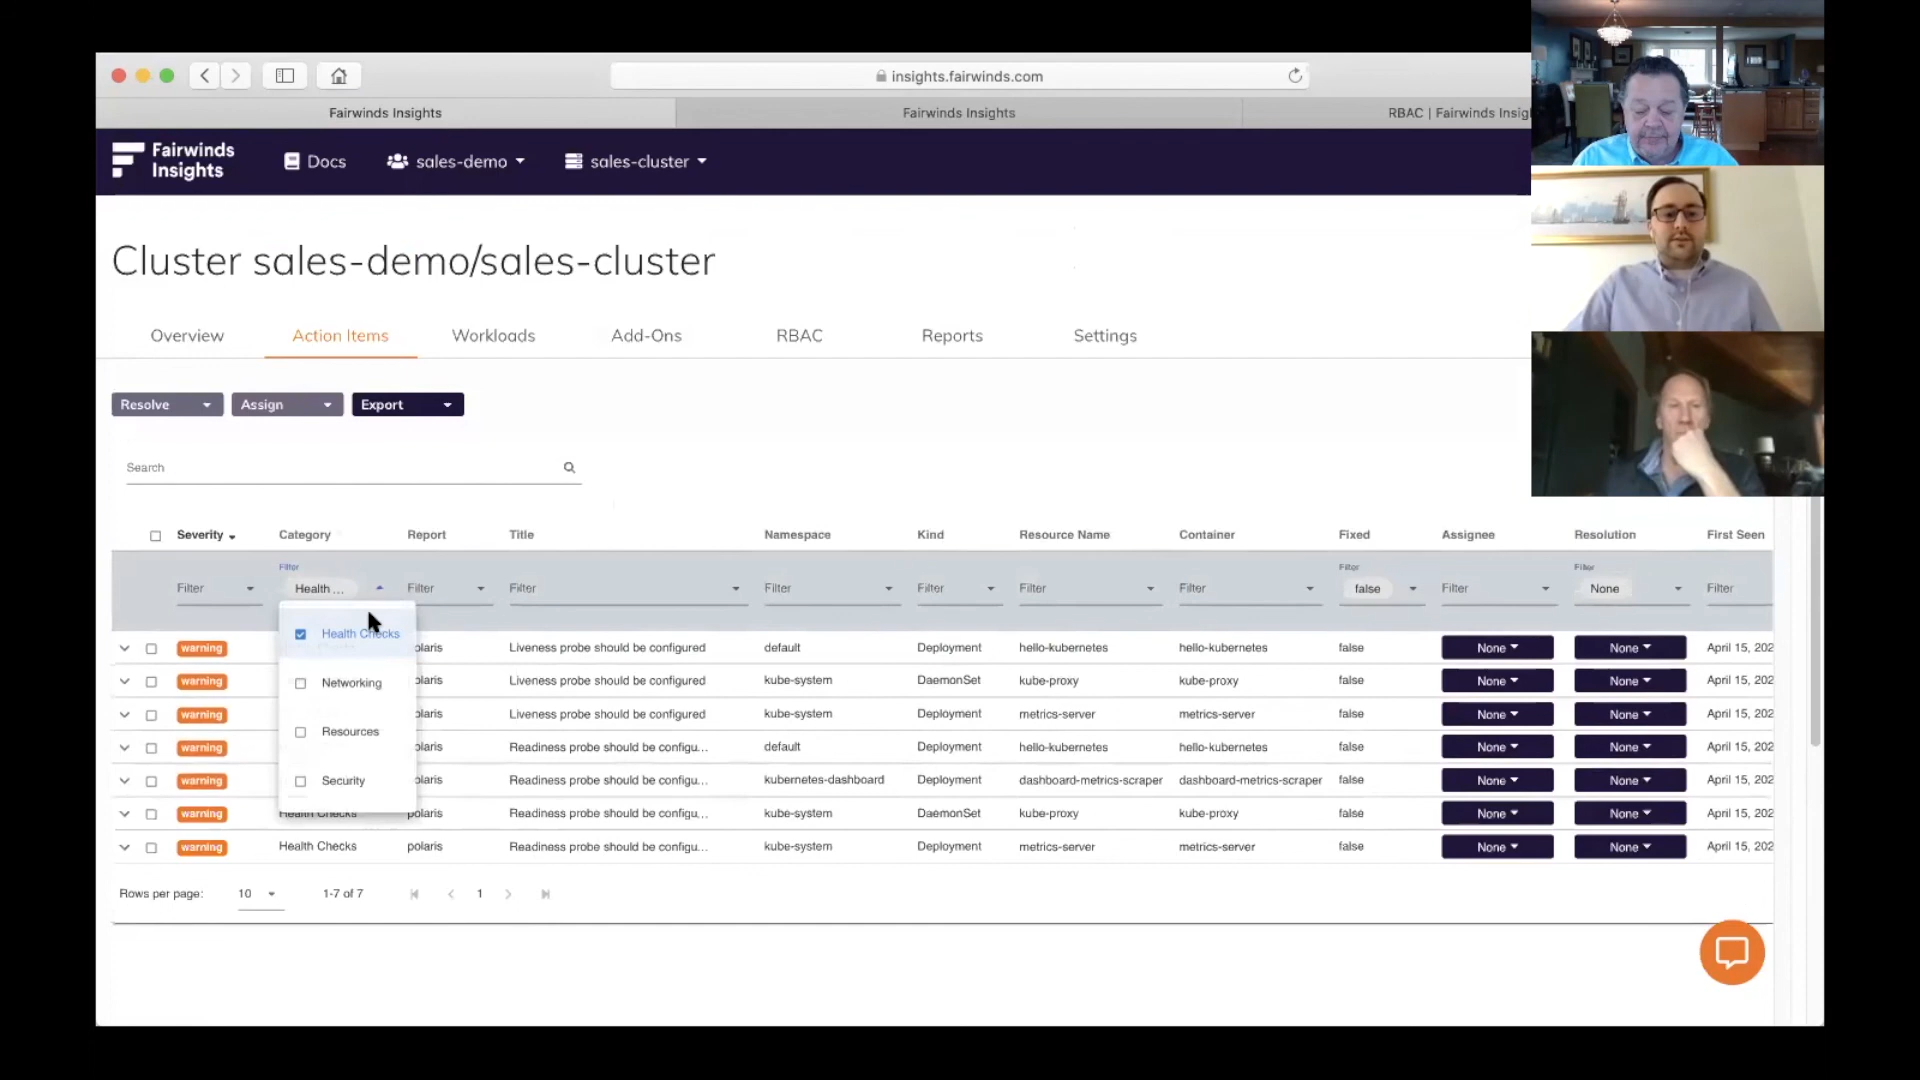 insights.fairwinds.com
Fairwinds Insights Fairwinds Insights RBAC | Fairwinds Insig
Fairwinds
Insights
Docs sales-demo sales-cluster
Cluster sales-demo/sales-cluster
Overview Action Items Workloads Add-Ons RBAC Reports Settings
Resolve Assign Export
Search
Severity Category Report Title Namespace Kind Resource Name Container Fixed Assignee Resolution First Seen
Filter Filter Filter
Filter Health ... Filter Filter Filter Filter Filter Filter false Filter None Filter
Health Checks
Networking
Resources
Security
warning olaris Liveness probe should be configured default Deployment hello-kubernetes hello-kubernetes false None None April 15, 202
warning olaris Liveness probe should be configured kube-system DaemonSet kube-proxy kube-proxy false None None April 15, 202
warning olaris Liveness probe should be configured kube-system Deployment metrics-server metrics-server false None None April 15, 202
warning olaris Readiness probe should be configu... default Deployment hello-kubernetes hello-kubernetes false None None April 15, 202
warning olaris Readiness probe should be configu... kubernetes-dashboard Deployment dashboard-metrics-scraper dashboard-metrics-scraper false None None April 15, 202
warning Health Checks polaris Readiness probe should be configu... kube-system DaemonSet kube-proxy kube-proxy false None None April 15, 202
warning Health Checks polaris Readiness probe should be configu... kube-system Deployment metrics-server metrics-server false None None April 15, 202
Rows per page: 10 1-7 of 7 1